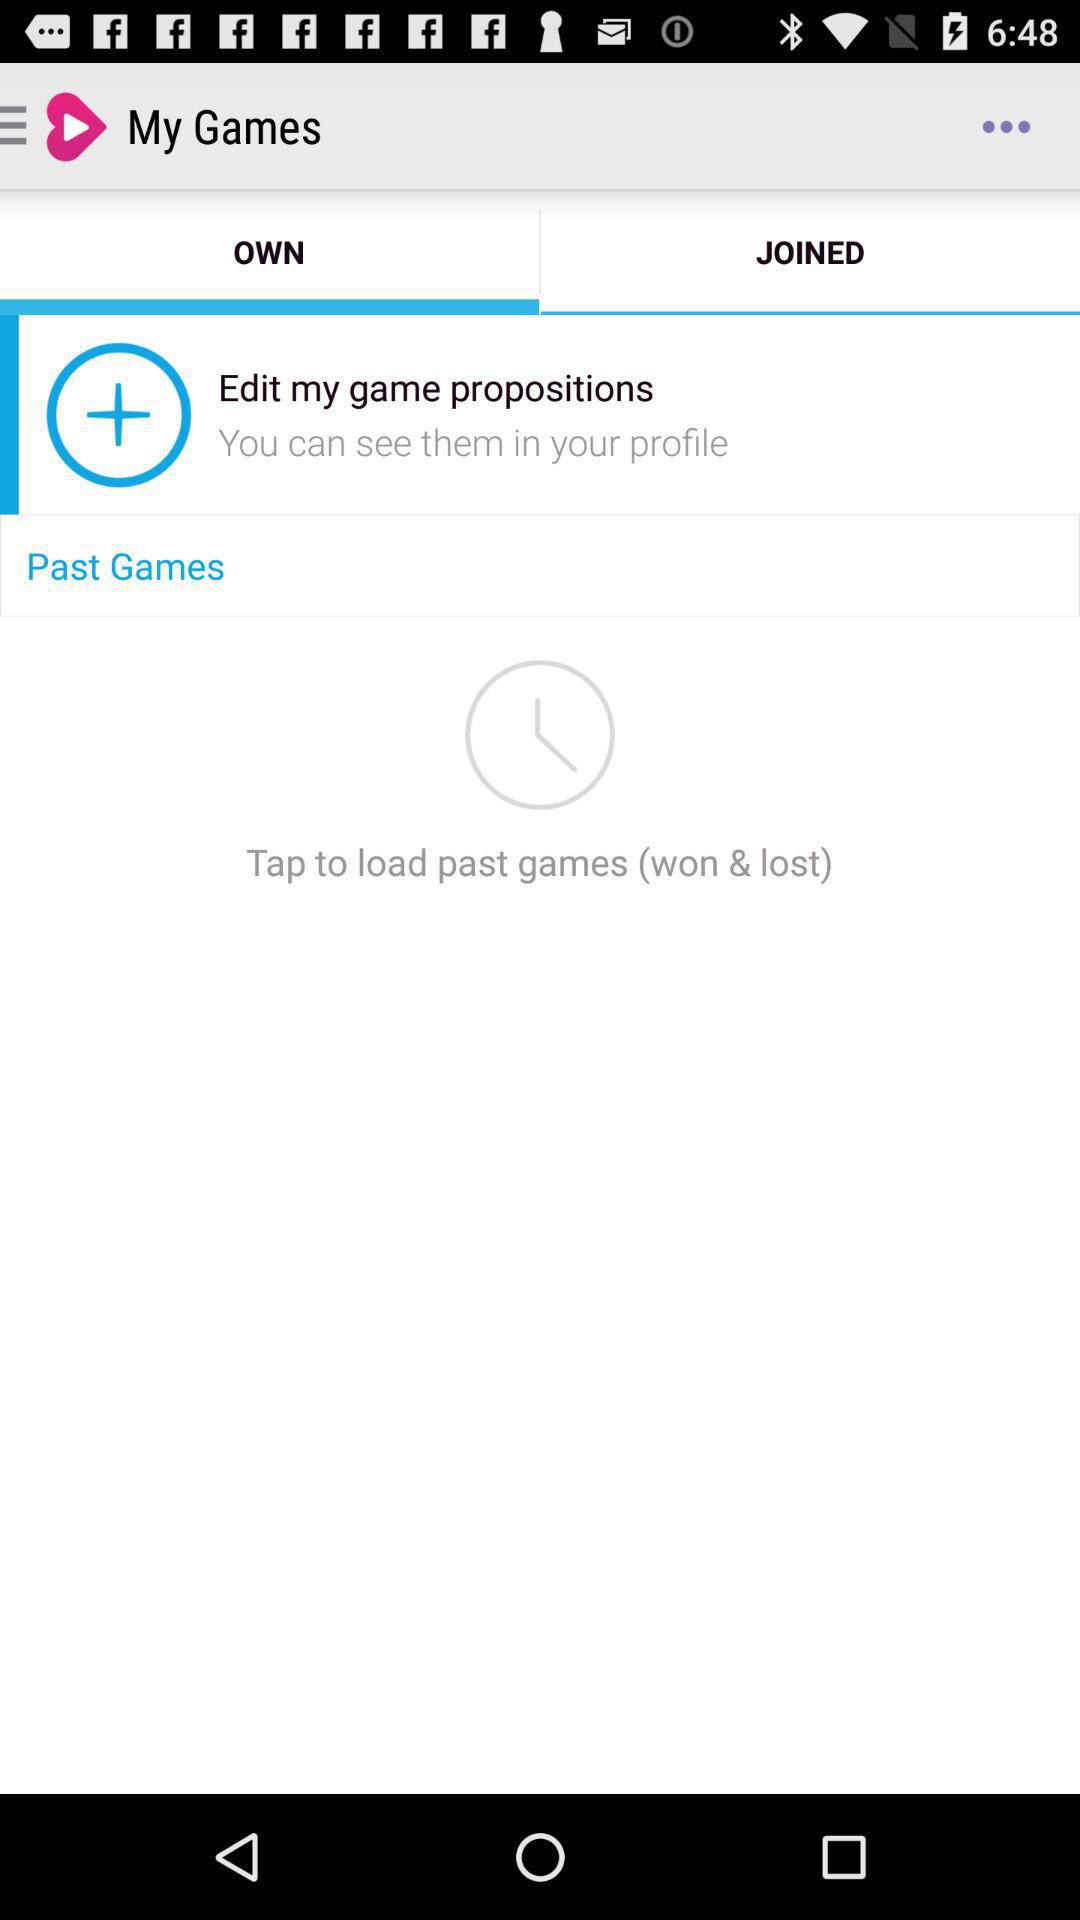 6:48
My Games
OWN
JOINED
Edit my game propositions
You can see them in your profile
Past Games
Tap to load past games (won & lost)